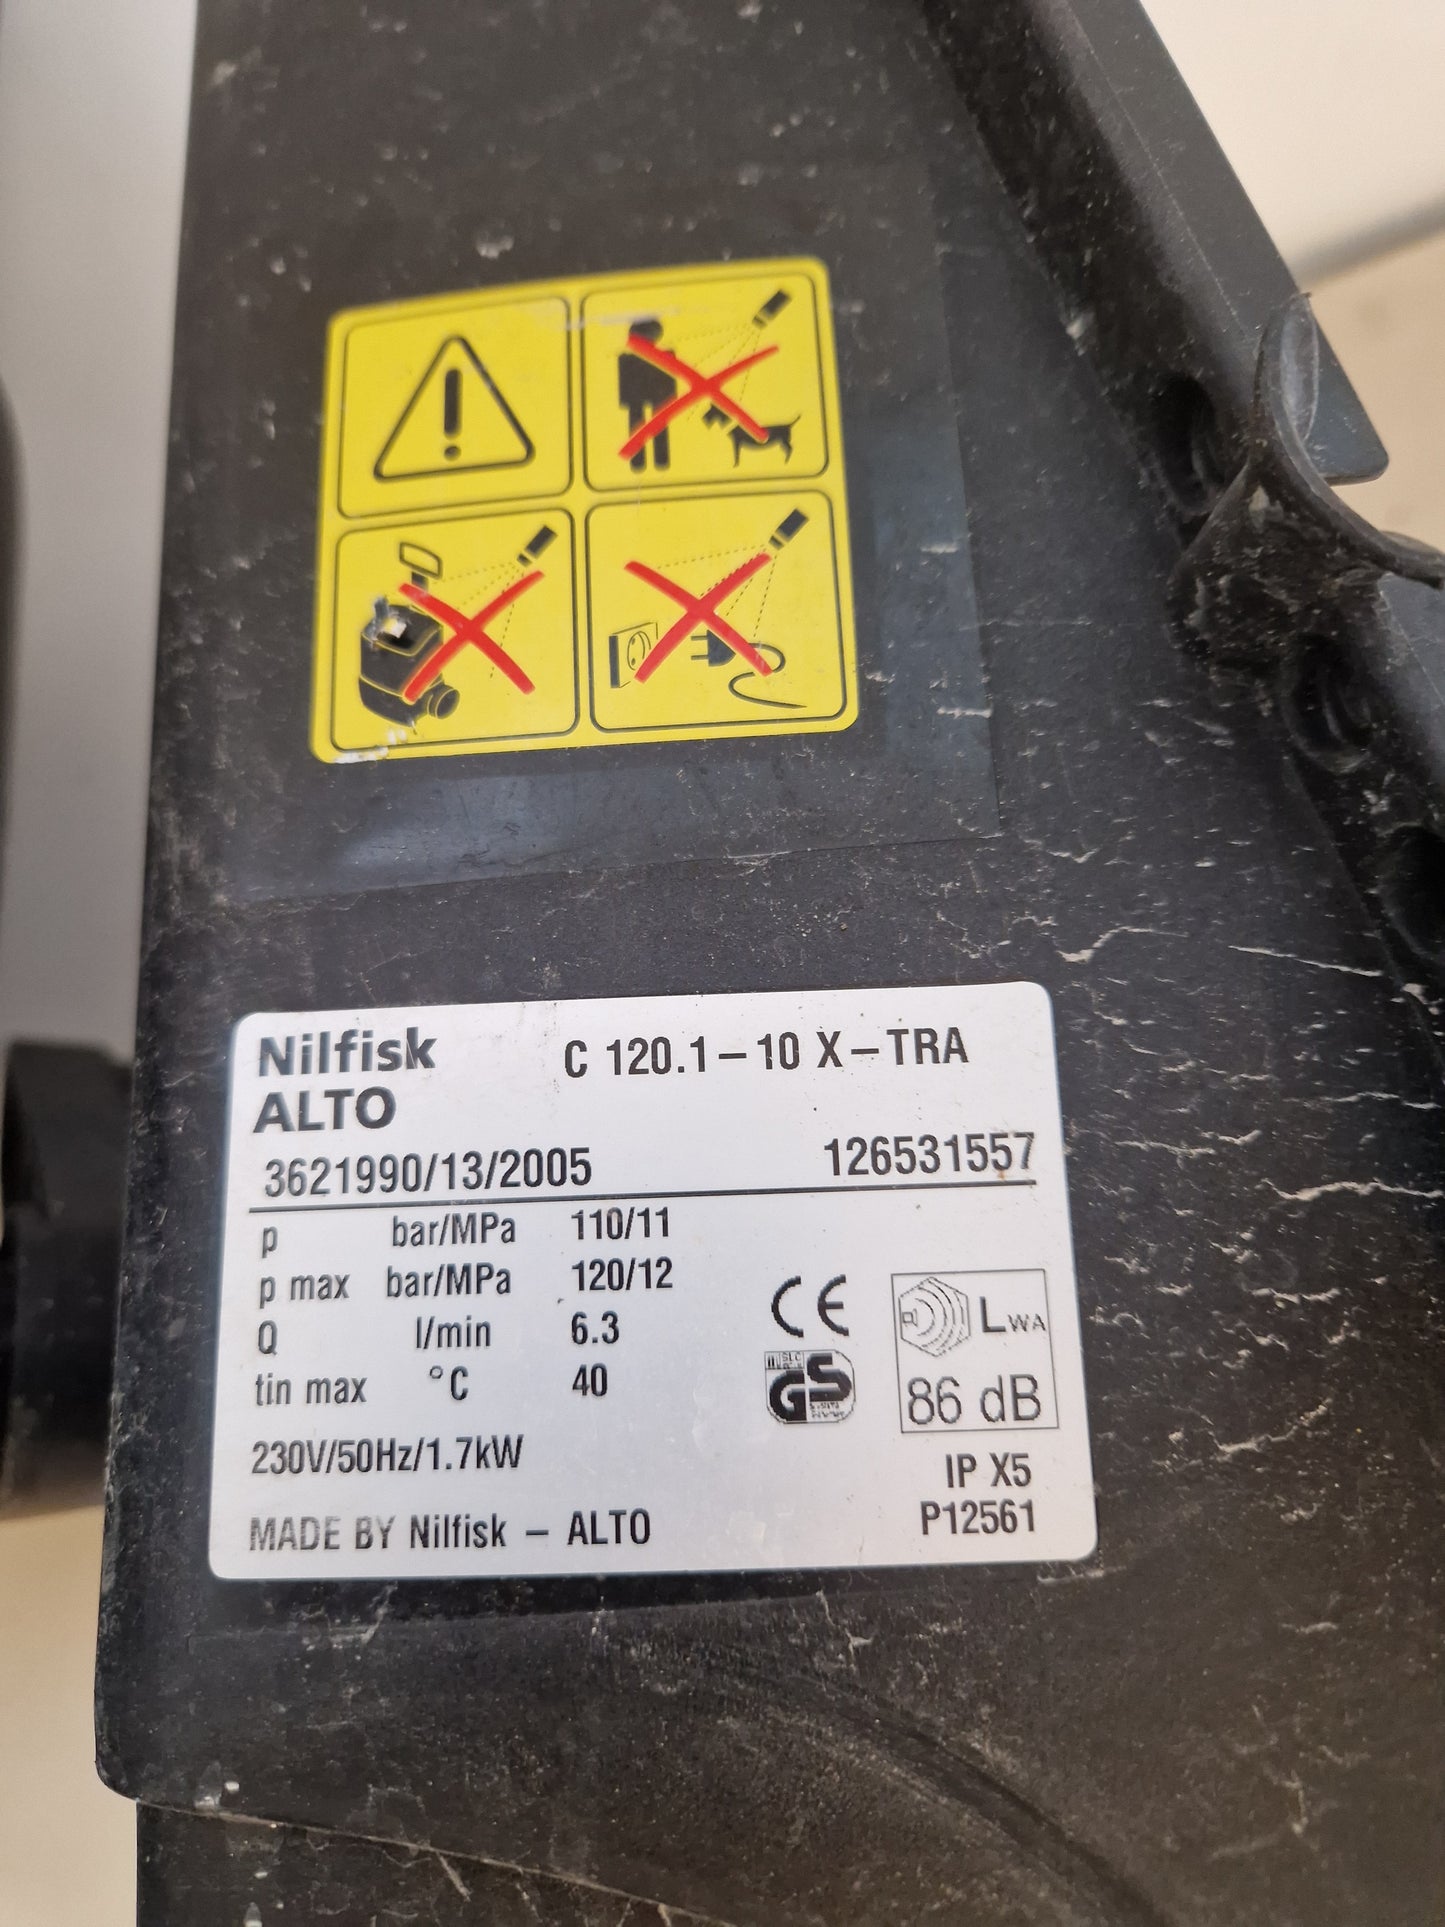 Nilfisk
ALTO
C 120.1-10 X-TRA
3621990/13/2005 126531557
p bar/MPa 110/11
p max bar/MPa 120/12
Q l/min 6.3
tin max °C 40
CE
GS
LWA
86 dB
230V/50Hz/1.7kW
IP X5
MADE BY Nilfisk - ALTO
P12561